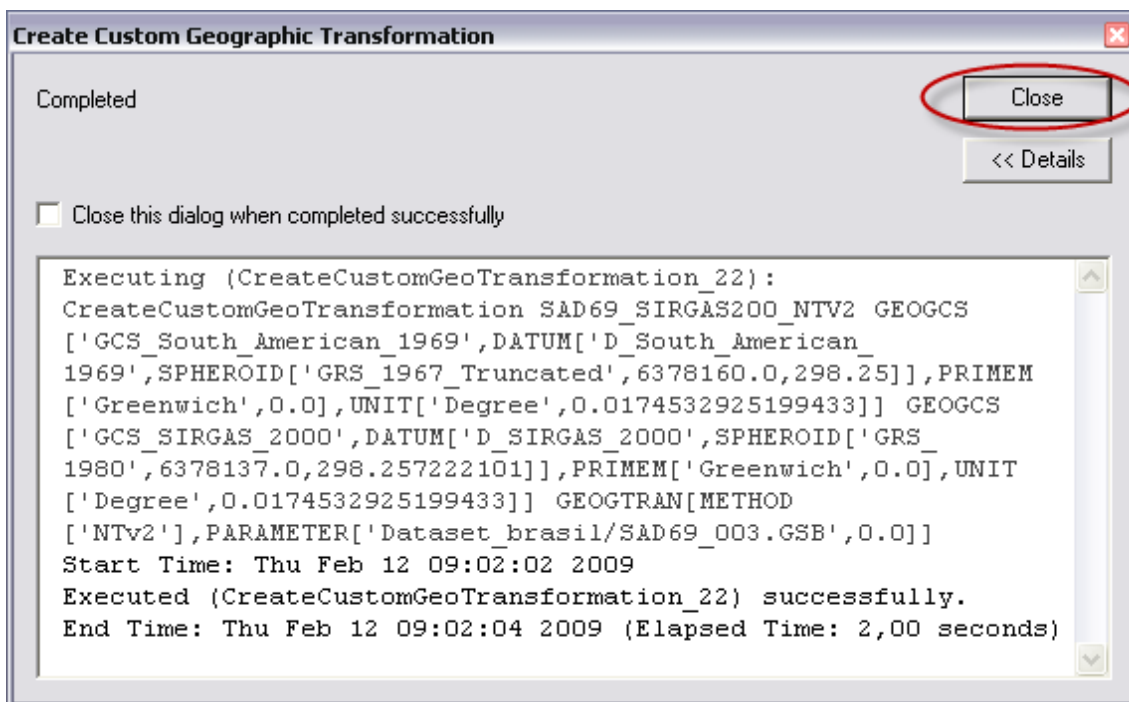 Create Custom Geographic Transformation
Completed
Close
<< Details
Close this dialog when completed successfully
Executing (CreateCustomGeoTransformation_22):
CreateCustomGeoTransformation SAD69_SIRGAS200_NTV2 GEOGCS
['GCS_South_American_1969',DATUM['D_South_American_
1969',SPHEROID['GRS_1967_Truncated',6378160.0,298.25]],PRIMEM
['Greenwich',0.0],UNIT['Degree',0.0174532925199433]] GEOGCS
['GCS_SIRGAS_2000',DATUM['D_SIRGAS_2000',SPHEROID['GRS_
1980',6378137.0,298.257222101]],PRIMEM['Greenwich',0.0],UNIT
['Degree',0.0174532925199433]] GEOGTRAN[METHOD
['NTv2'],PARAMETER['Dataset_brasil/SAD69_003.GSB',0.0]]
Start Time: Thu Feb 12 09:02:02 2009
Executed (CreateCustomGeoTransformation_22) successfully.
End Time: Thu Feb 12 09:02:04 2009 (Elapsed Time: 2,00 seconds)